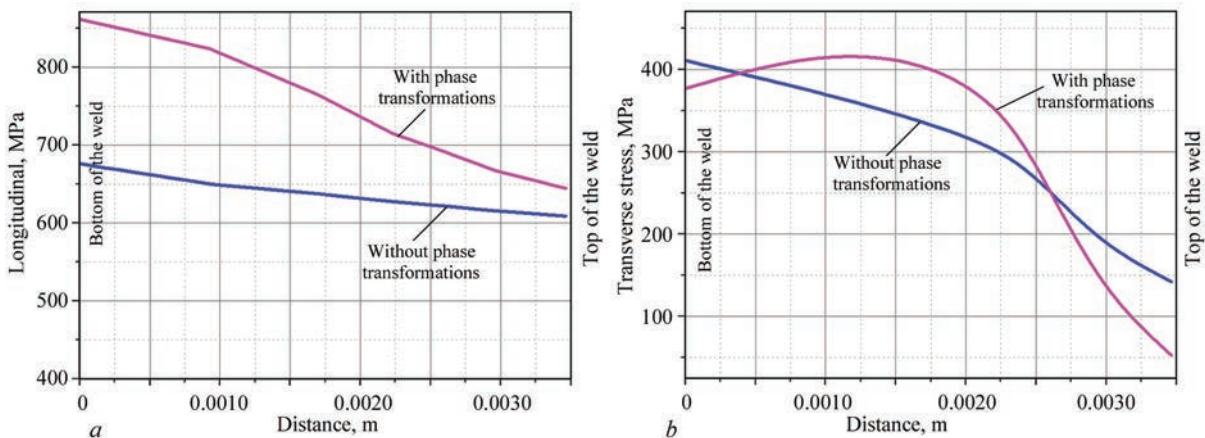 Longitudinal, MPa
800
700
600
500
400
Bottom of the weld
With phase
transformations
Without phase
transformations
Top of the weld
0
0.0010
0.0020
0.0030
Distance, m
a
Transverse stress, MPa
400
300
200
100
Bottom of the weld
With phase
transformations
Without phase
transformations
Top of the weld
0
0.0010
0.0020
0.0030
Distance, m
b